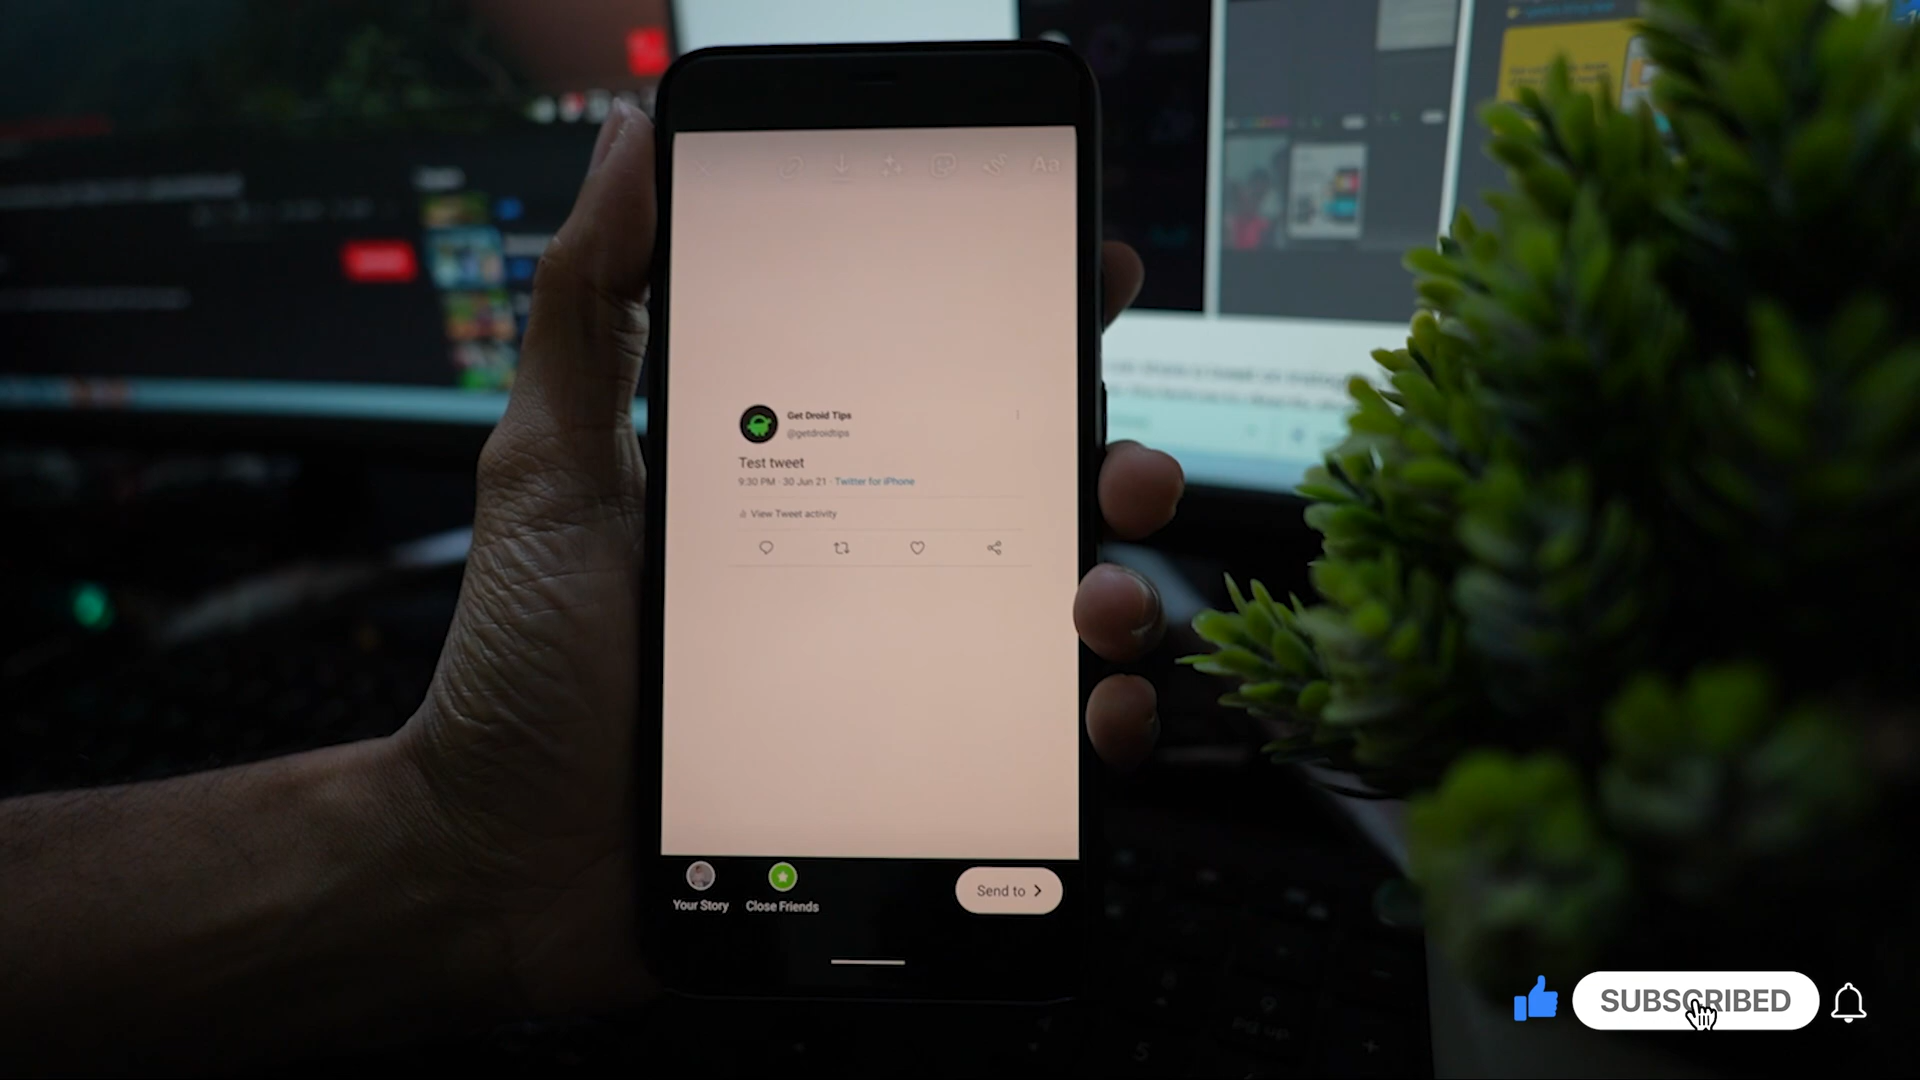 Aa
Get Droid Tips
@getdroidtips
Test tweet
9:30 PM · 30 Jun 21 · Twitter for iPhone
View Tweet activity
Your Story
Close Friends
Send to
SUBSCRIBED